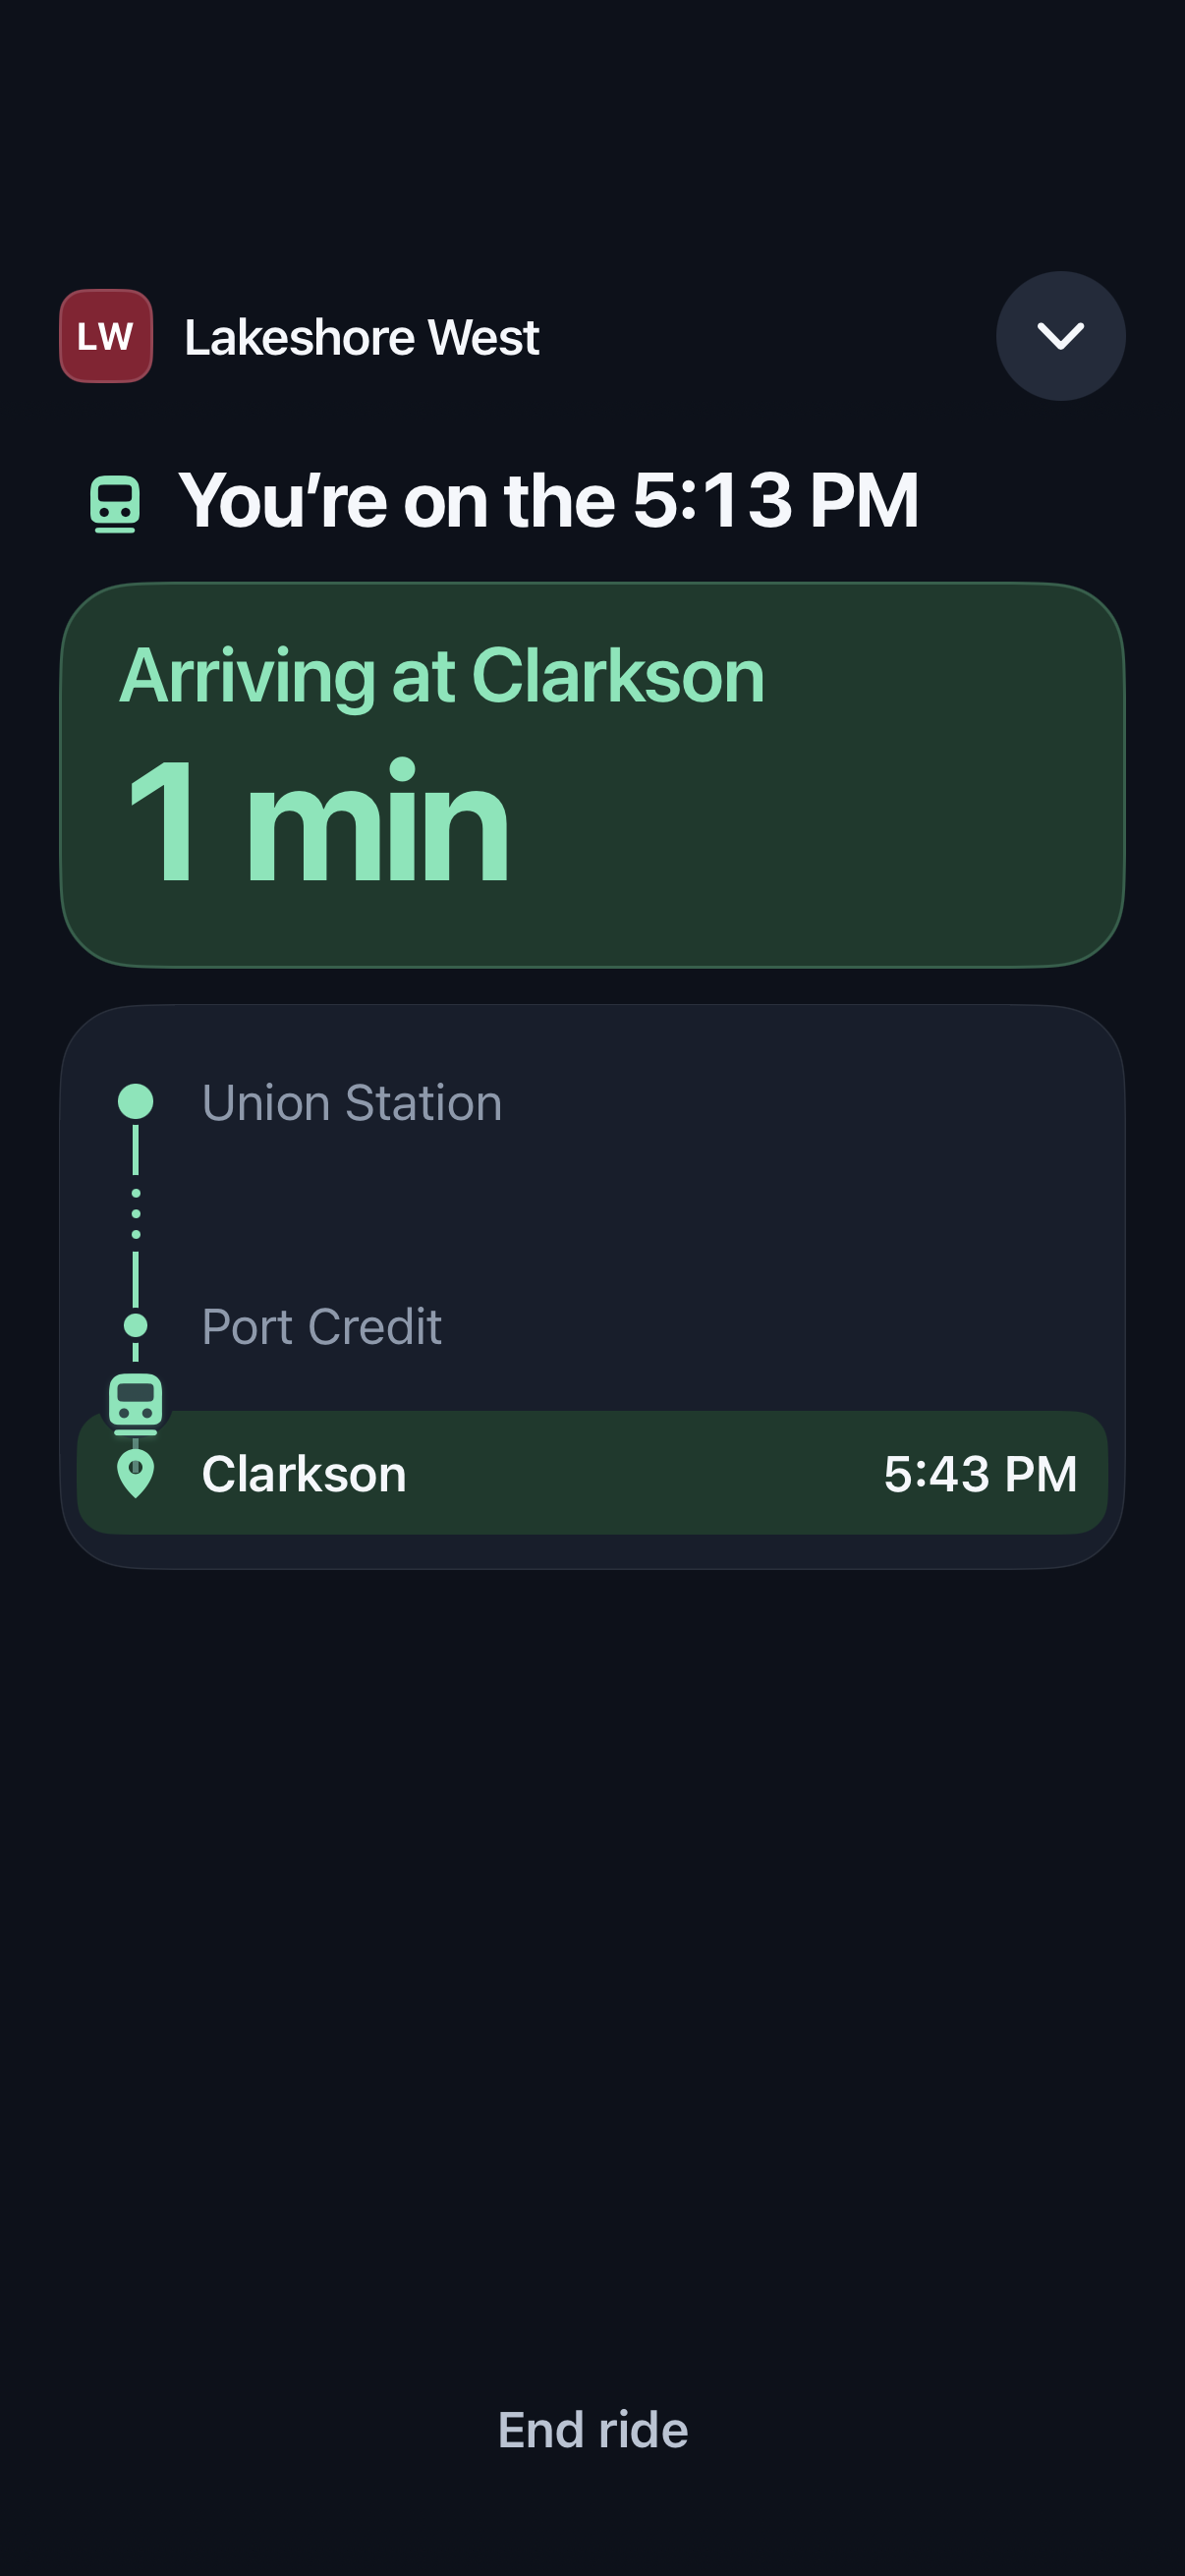 LW Lakeshore West
You’re on the 5:13 PM
Arriving at Clarkson
1 min
Union Station
Port Credit
Clarkson 5:43 PM
End ride